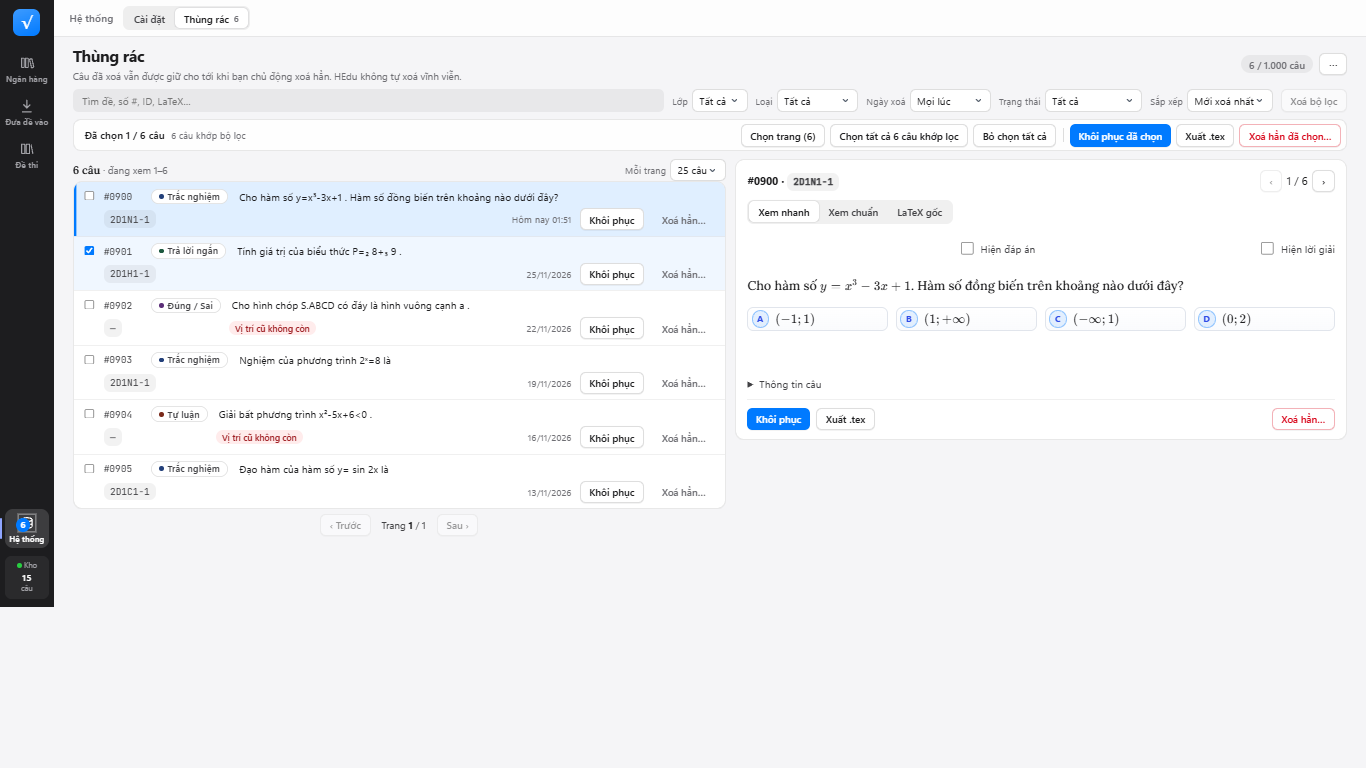 √
Ngân hàng
Đưa đề vào
Đề thi
6
Hệ thống
Kho
15
câu
Hệ thống Cài đặt Thùng rác 6
Thùng rác
Câu đã xoá vẫn được giữ cho tới khi bạn chủ động xoá hẳn. HEdu không tự xoá vĩnh viễn.
6 / 1.000 câu ...
Tìm đề, số #, ID, LaTeX... Lớp Tất cả Loại Tất cả Ngày xoá Mọi lúc Trạng thái Tất cả Sắp xếp Mới xoá nhất Xoá bộ lọc
Đã chọn 1 / 6 câu 6 câu khớp bộ lọc Chọn trang (6) Chọn tất cả 6 câu khớp lọc Bỏ chọn tất cả Khôi phục đã chọn Xuất .tex Xoá hẳn đã chọn...
6 câu · đang xem 1–6 Mỗi trang 25 câu
#0900 Trắc nghiệm Cho hàm số y=x³-3x+1 . Hàm số đồng biến trên khoảng nào dưới đây?
2D1N1-1 Hôm nay 01:51 Khôi phục Xoá hẳn...
#0901 Trả lời ngắn Tính giá trị của biểu thức P=₂ 8+₃ 9 .
2D1H1-1 25/11/2026 Khôi phục Xoá hẳn...
#0902 Đúng / Sai Cho hình chóp S.ABCD có đáy là hình vuông cạnh a .
— Vị trí cũ không còn 22/11/2026 Khôi phục Xoá hẳn...
#0903 Trắc nghiệm Nghiệm của phương trình 2ˣ=8 là
2D1N1-1 19/11/2026 Khôi phục Xoá hẳn...
#0904 Tự luận Giải bất phương trình x²-5x+6<0 .
— Vị trí cũ không còn 16/11/2026 Khôi phục Xoá hẳn...
#0905 Trắc nghiệm Đạo hàm của hàm số y= sin 2x là
2D1C1-1 13/11/2026 Khôi phục Xoá hẳn...
‹ Trước Trang 1 / 1 Sau ›
#0900 · 2D1N1-1 ‹ 1 / 6 ›
Xem nhanh Xem chuẩn LaTeX gốc
Hiện đáp án Hiện lời giải
Cho hàm số y = x³ − 3x + 1. Hàm số đồng biến trên khoảng nào dưới đây?
A (−1; 1) B (1; +∞) C (−∞; 1) D (0; 2)
▶ Thông tin câu
Khôi phục Xuất .tex Xoá hẳn...